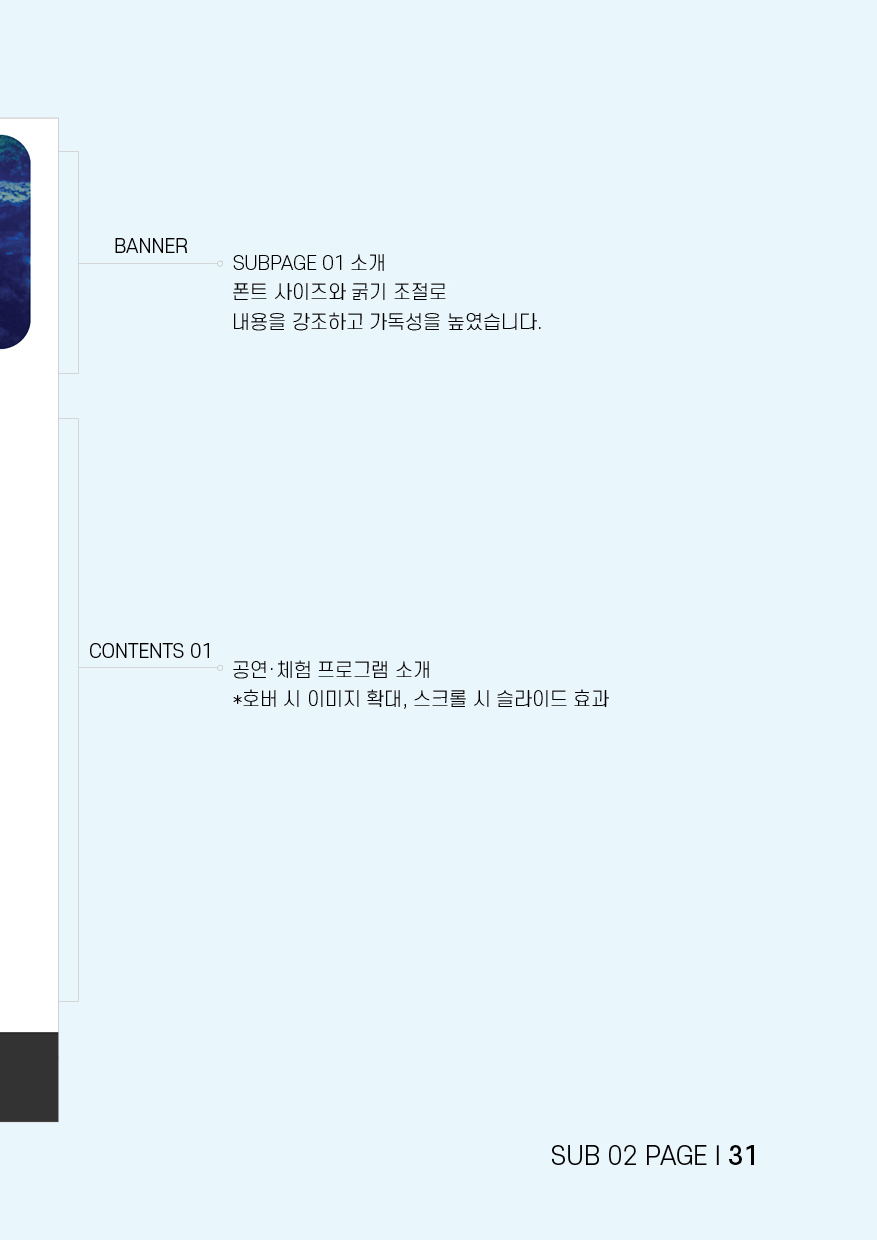 BANNER
SUBPAGE 01 소개
폰트 사이즈와 굵기 조절로
내용을 강조하고 가독성을 높였습니다.
CONTENTS 01
공연·체험 프로그램 소개
*호버 시 이미지 확대, 스크롤 시 슬라이드 효과
SUB 02 PAGE | 31